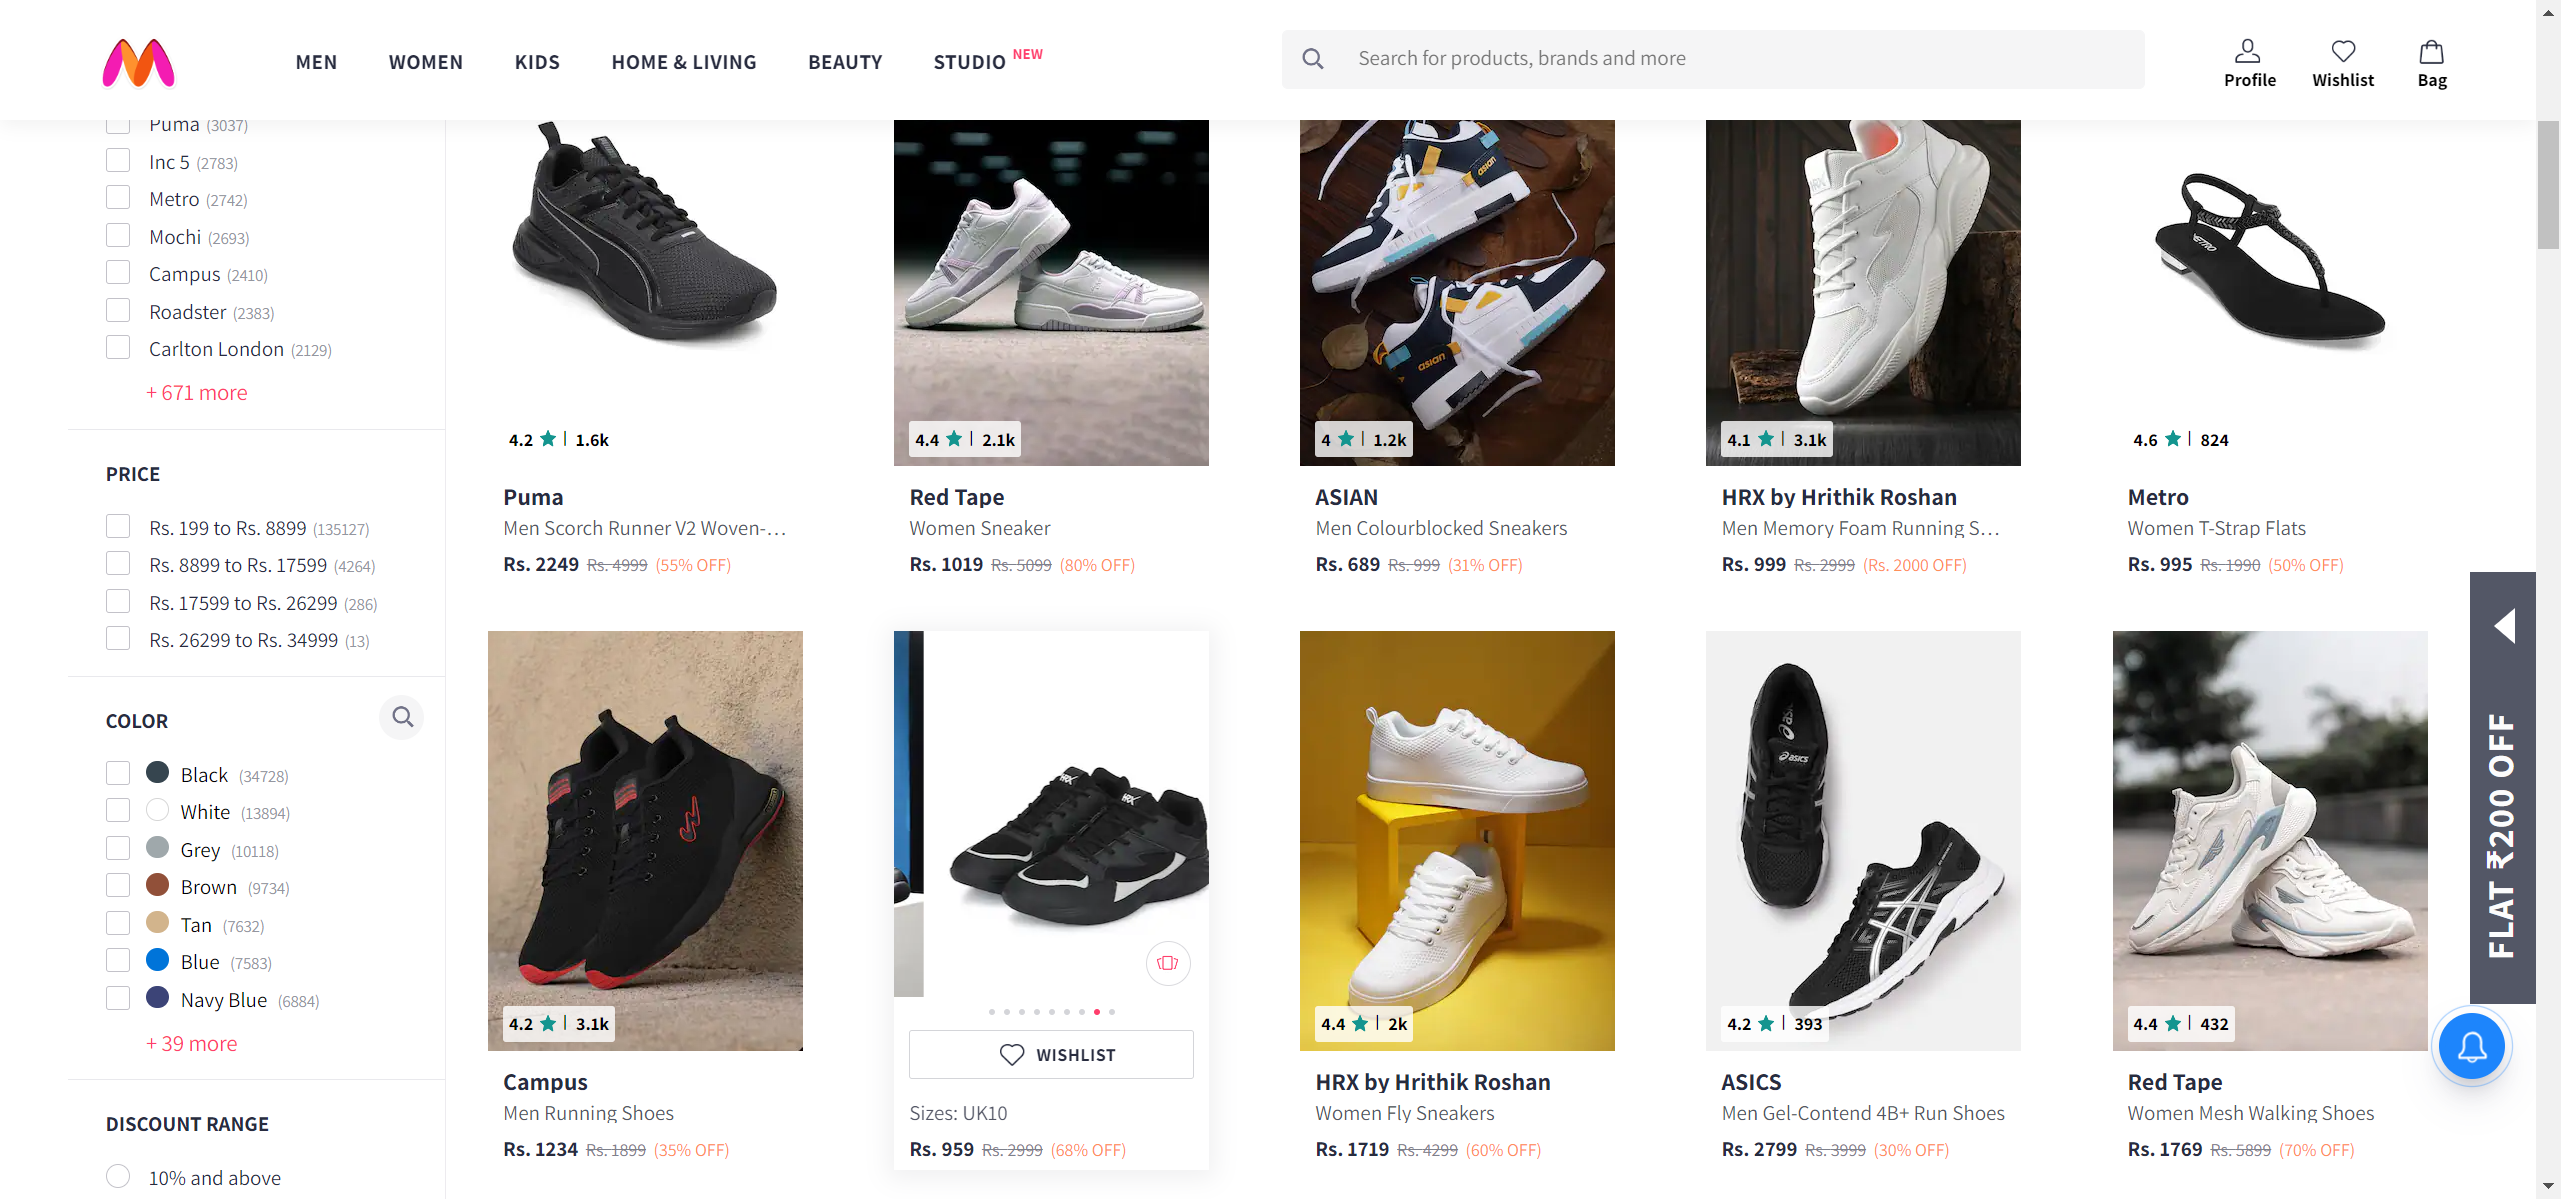 MEN WOMEN KIDS HOME & LIVING BEAUTY STUDIO NEW
Search for products, brands and more
Profile Wishlist Bag
Puma (3037)
Inc 5 (2783)
Metro (2742)
Mochi (2693)
Campus (2410)
Roadster (2383)
Carlton London (2129)
+ 671 more
PRICE
Rs. 199 to Rs. 8899 (135127)
Rs. 8899 to Rs. 17599 (4264)
Rs. 17599 to Rs. 26299 (286)
Rs. 26299 to Rs. 34999 (13)
COLOR
Black (34728)
White (13894)
Grey (10118)
Brown (9734)
Tan (7632)
Blue (7583)
Navy Blue (6884)
+ 39 more
DISCOUNT RANGE
10% and above
4.2 | 1.6k
Puma
Men Scorch Runner V2 Woven-...
Rs. 2249 Rs. 4999 (55% OFF)
4.4 | 2.1k
Red Tape
Women Sneaker
Rs. 1019 Rs. 5099 (80% OFF)
asian
asian
4 | 1.2k
ASIAN
Men Colourblocked Sneakers
Rs. 689 Rs. 999 (31% OFF)
4.1 | 3.1k
HRX by Hrithik Roshan
Men Memory Foam Running S...
Rs. 999 Rs. 2999 (Rs. 2000 OFF)
METRO
4.6 | 824
Metro
Women T-Strap Flats
Rs. 995 Rs. 1990 (50% OFF)
4.2 | 3.1k
Campus
Men Running Shoes
Rs. 1234 Rs. 1899 (35% OFF)
HRX
HRX
WISHLIST
Sizes: UK10
Rs. 959 Rs. 2999 (68% OFF)
4.4 | 2k
HRX by Hrithik Roshan
Women Fly Sneakers
Rs. 1719 Rs. 4299 (60% OFF)
asics
4.2 | 393
ASICS
Men Gel-Contend 4B+ Run Shoes
Rs. 2799 Rs. 3999 (30% OFF)
4.4 | 432
Red Tape
Women Mesh Walking Shoes
Rs. 1769 Rs. 5899 (70% OFF)
FLAT ₹200 OFF